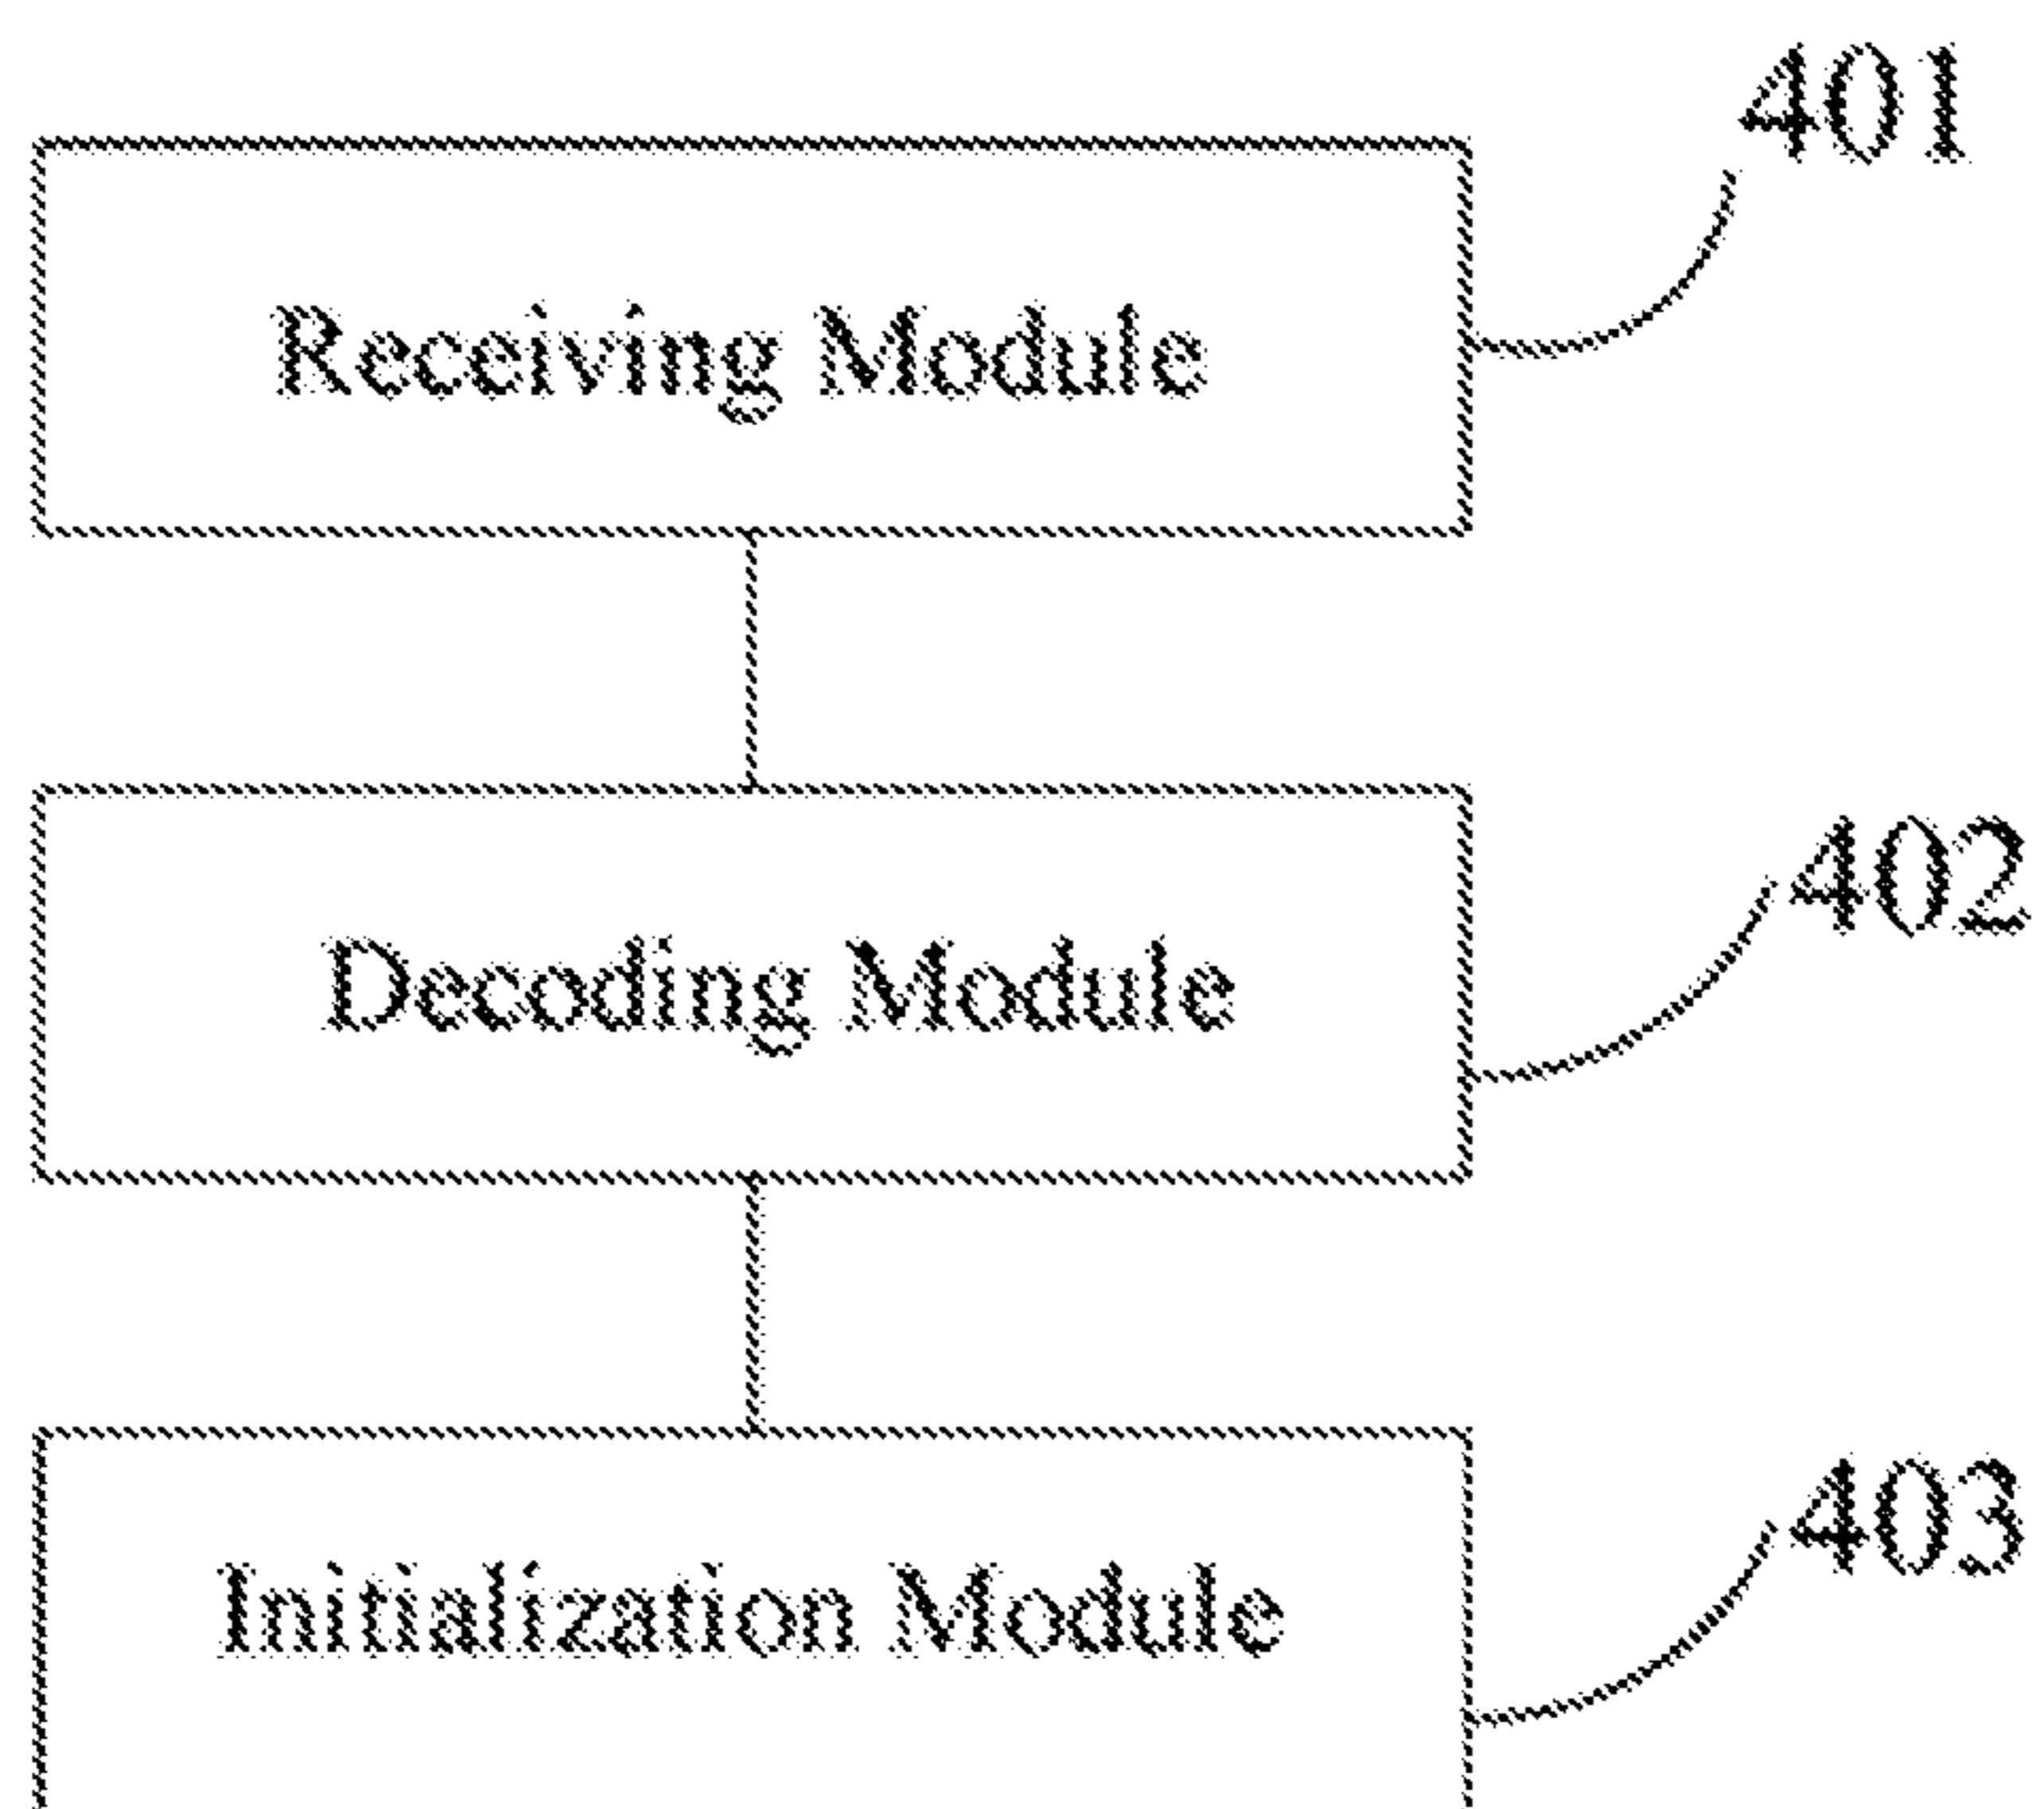 401
Receiving Module
402
Decoding Module
403
Initialization Module